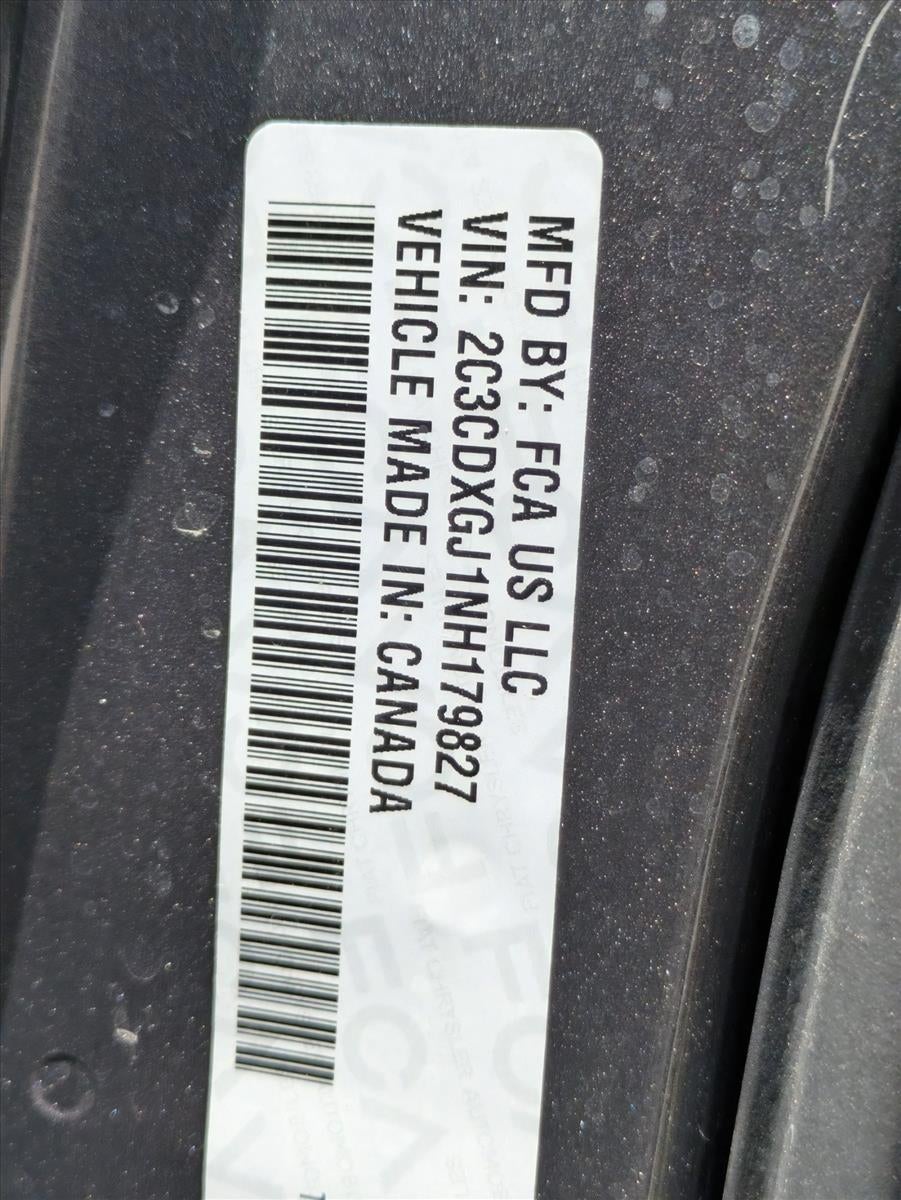 MFD BY: FCA US LLC
VIN: 2C3CDXGJ1NH179827
VEHICLE MADE IN: CANADA